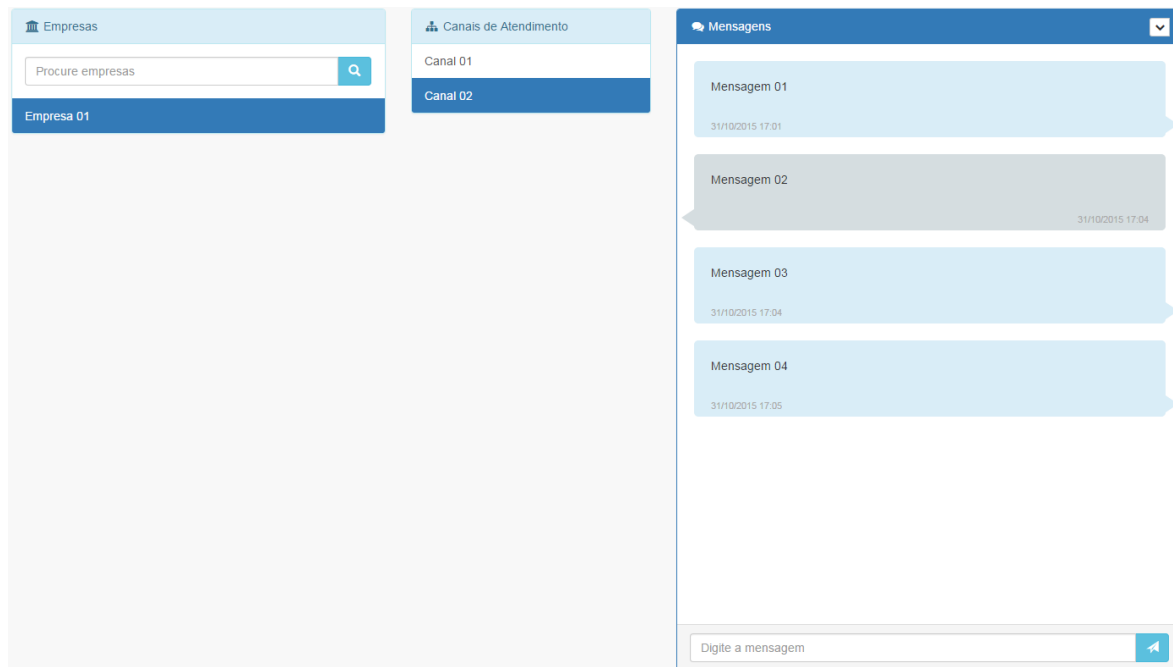 Empresas
Procure empresas
Empresa 01
Canais de Atendimento
Canal 01
Canal 02
Mensagens
Mensagem 01
31/10/2015 17:01
Mensagem 02
31/10/2015 17:04
Mensagem 03
31/10/2015 17:04
Mensagem 04
31/10/2015 17:05
Digite a mensagem